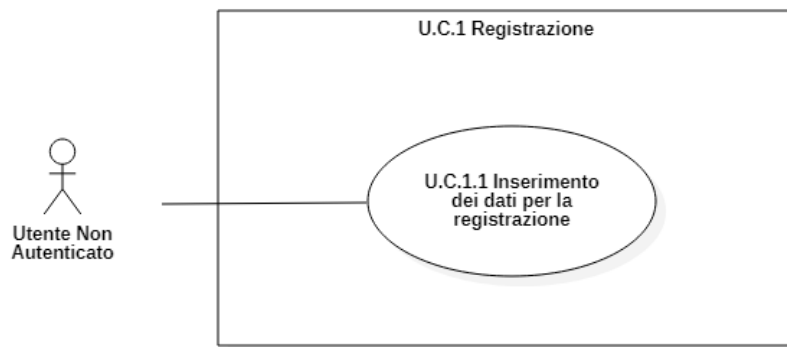 U.C.1 Registrazione
U.C.1.1 Inserimento
dei dati per la
registrazione
Utente Non
Autenticato